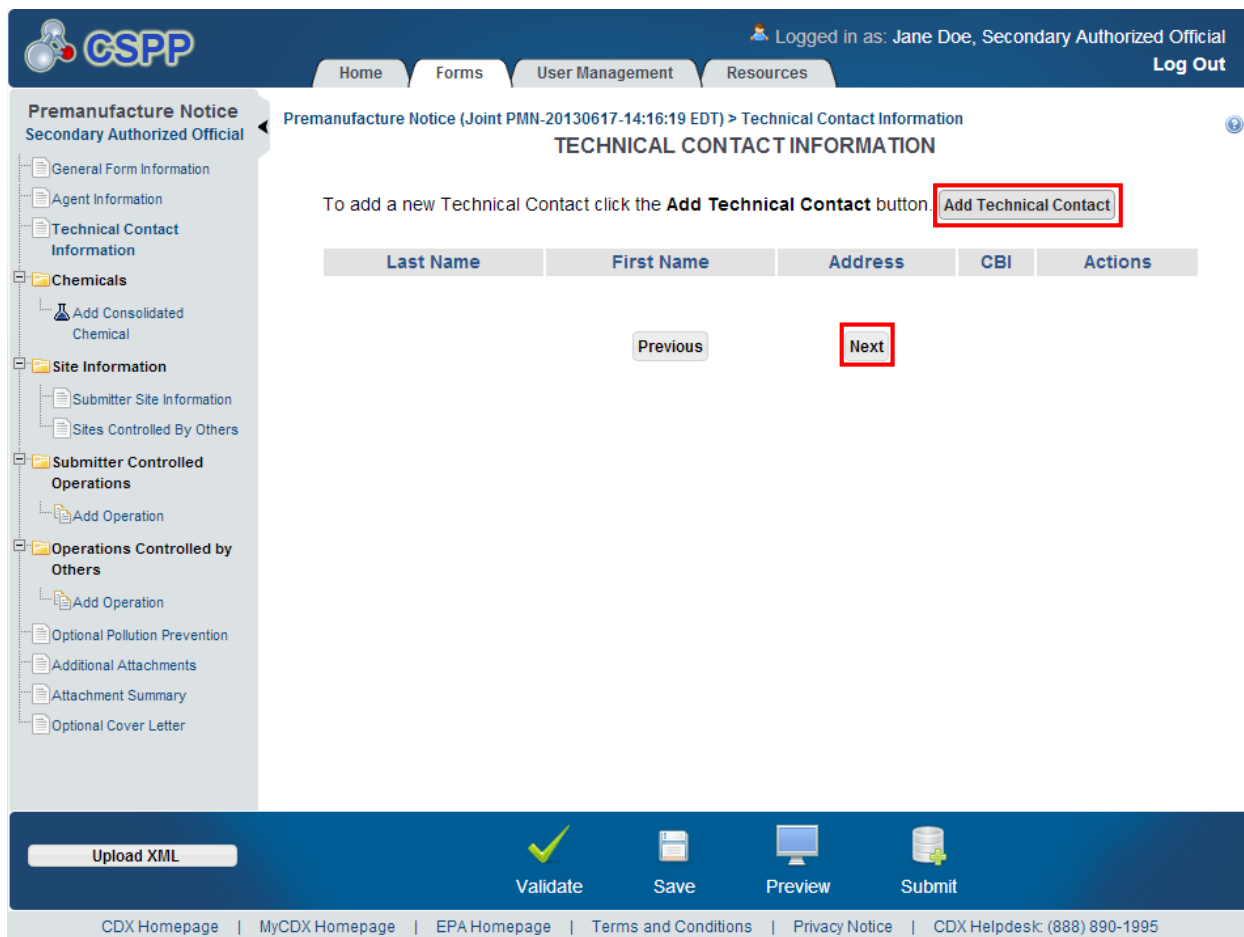 CSPP
Logged in as: Jane Doe, Secondary Authorized Official
Log Out
Home
Forms
User Management
Resources
Premanufacture Notice
Secondary Authorized Official
General Form Information
Agent Information
Technical Contact
Information
Chemicals
Add Consolidated
Chemical
Site Information
Submitter Site Information
Sites Controlled By Others
Submitter Controlled
Operations
Add Operation
Operations Controlled by
Others
Add Operation
Optional Pollution Prevention
Additional Attachments
Attachment Summary
Optional Cover Letter
Premanufacture Notice (Joint PMN-20130617-14:16:19 EDT) > Technical Contact Information
TECHNICAL CONTACT INFORMATION
To add a new Technical Contact click the Add Technical Contact button. Add Technical Contact
Last Name First Name Address CBI Actions
Previous Next
Upload XML
Validate Save Preview Submit
CDX Homepage | MyCDX Homepage | EPA Homepage | Terms and Conditions | Privacy Notice | CDX Helpdesk: (888) 890-1995